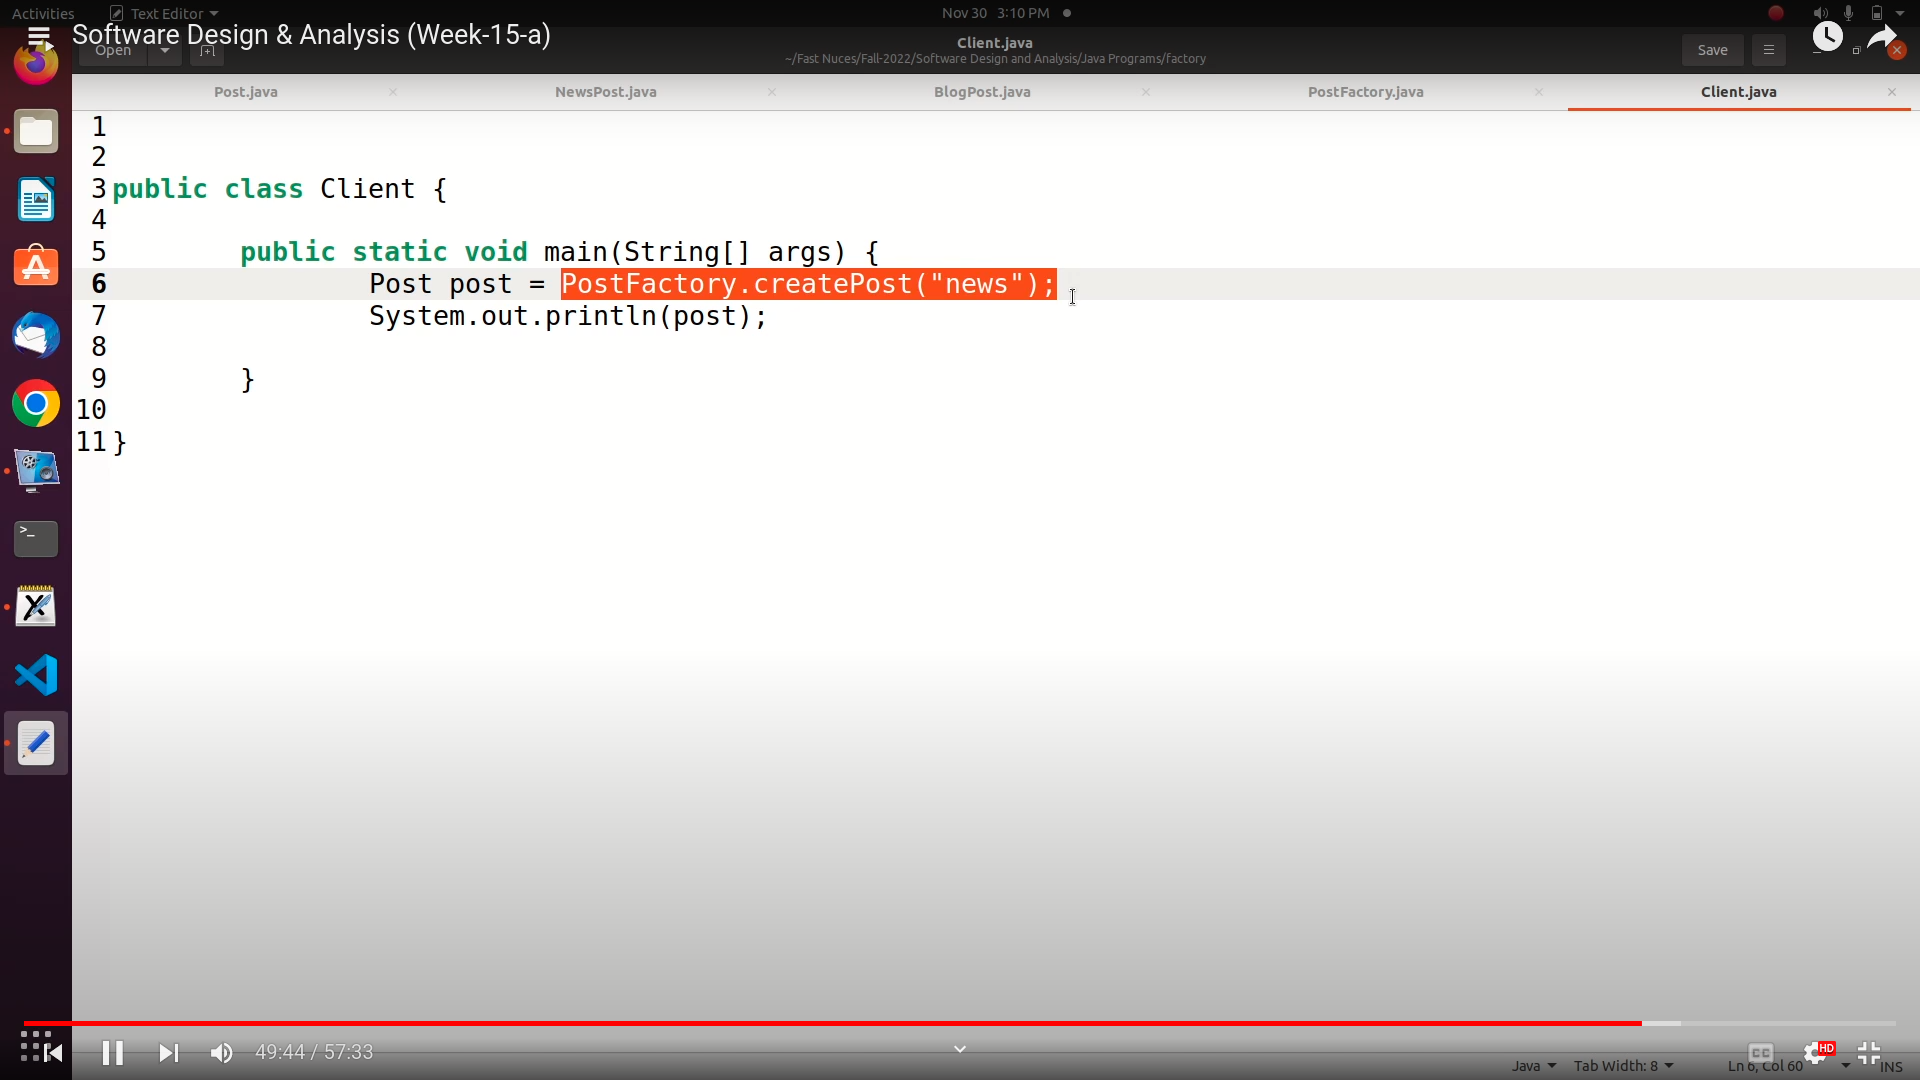 Activities Text Editor Nov 30 3:10 PM
Software Design & Analysis (Week-15-a)
Open Client.java Save
~/Fast Nuces/Fall-2022/Software Design and Analysis/Java Programs/factory
Post.java NewsPost.java BlogPost.java PostFactory.java Client.java
1
2
3 public class Client {
4
5 public static void main(String[] args) {
6 Post post = PostFactory.createPost("news");
7 System.out.println(post);
8
9 }
10
11 }
49:44 / 57:33 CC HD
Java Tab Width: 8 Ln 6, Col 60 INS